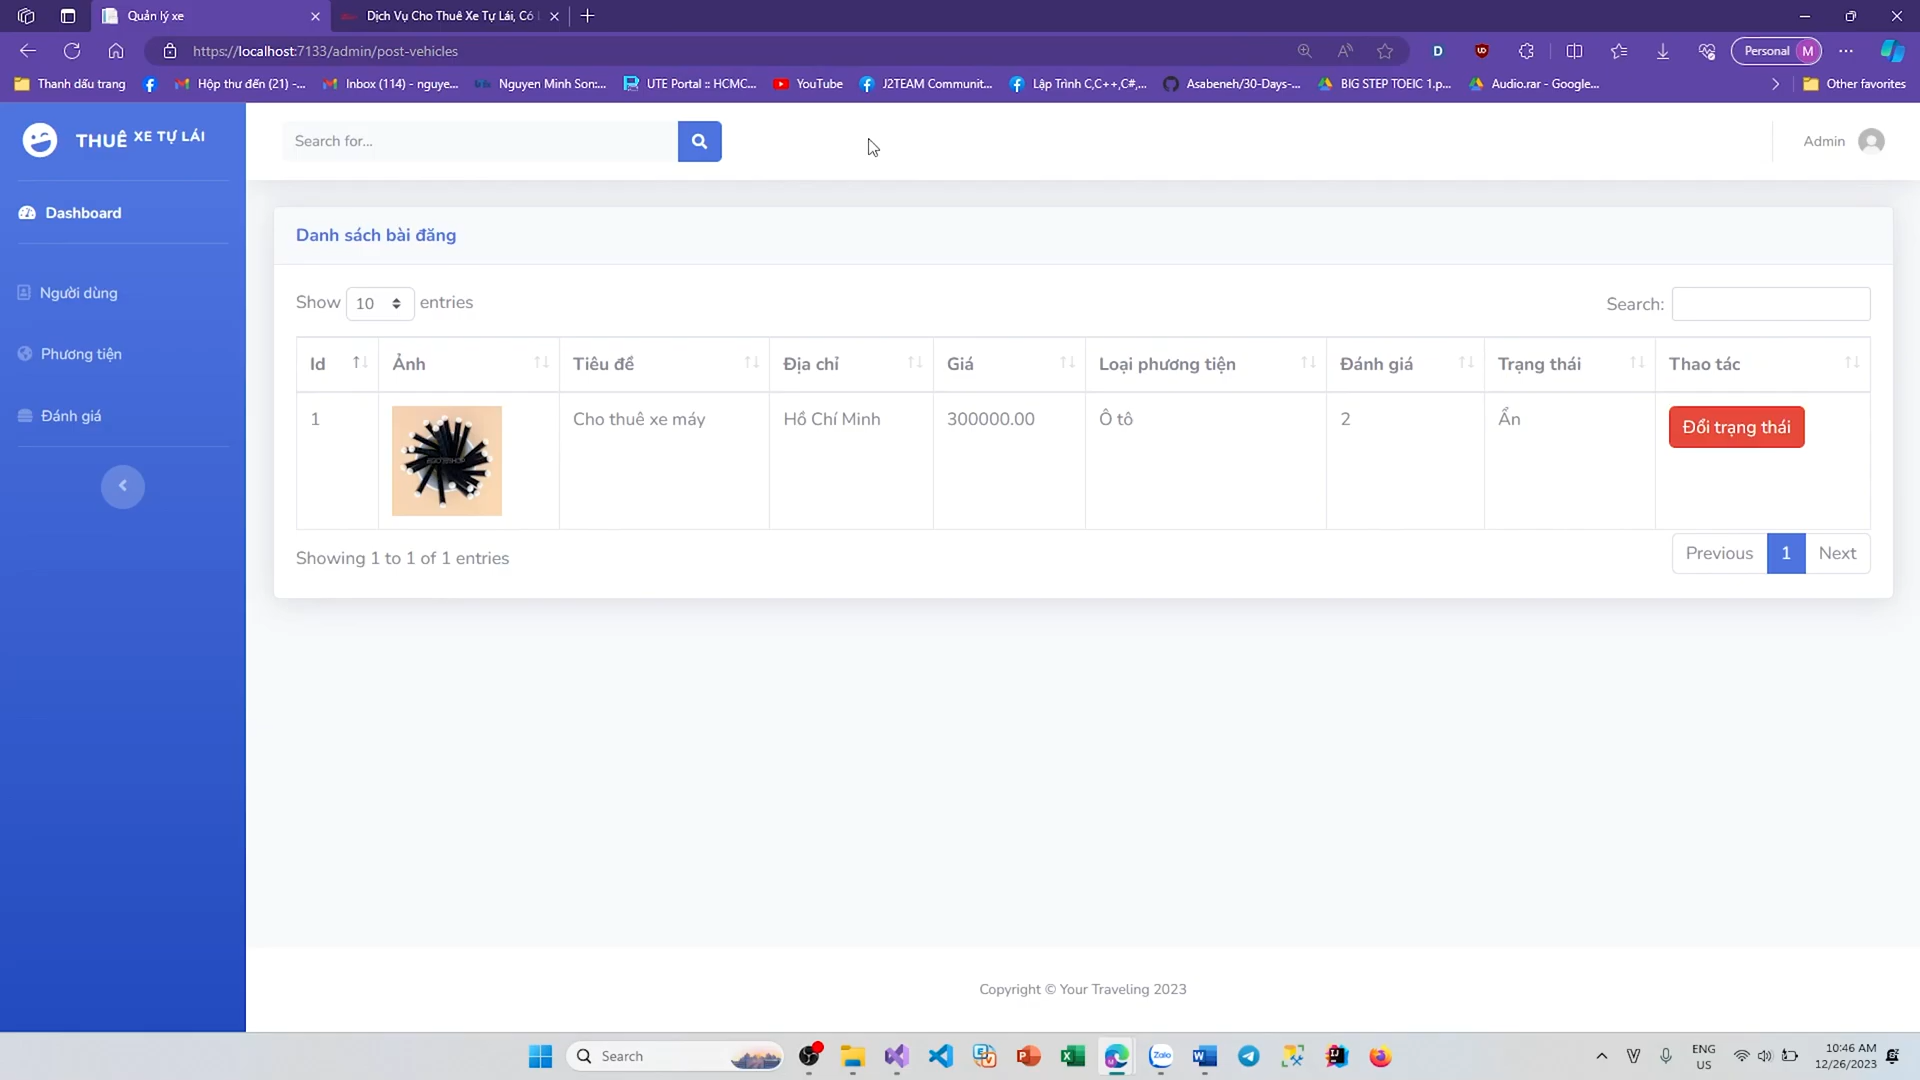 Quản lý xe
Dịch Vụ Cho Thuê Xe Tự Lái, Có
https://localhost:7133/admin/post-vehicles
Personal M
Thanh dấu trang
Hộp thư đến (21) -...
Inbox (114) - nguye...
Nguyen Minh Son:...
UTE Portal :: HCMC...
YouTube
J2TEAM Communit...
Lập Trình C,C++,C#,...
Asabeneh/30-Days-...
BIG STEP TOEIC 1.p...
Audio.rar - Google...
Other favorites
THUÊ XE TỰ LÁI
Search for...
Admin
Dashboard
Người dùng
Phương tiện
Đánh giá
Danh sách bài đăng
Show 10 entries
Search:
Id Ảnh Tiêu đề Địa chỉ Giá Loại phương tiện Đánh giá Trạng thái Thao tác
1 Cho thuê xe máy Hồ Chí Minh 300000.00 Ô tô 2 Ẩn Đổi trạng thái
Showing 1 to 1 of 1 entries
Previous 1 Next
Copyright © Your Traveling 2023
Search
Zalo
ENG
US
10:46 AM
12/26/2023